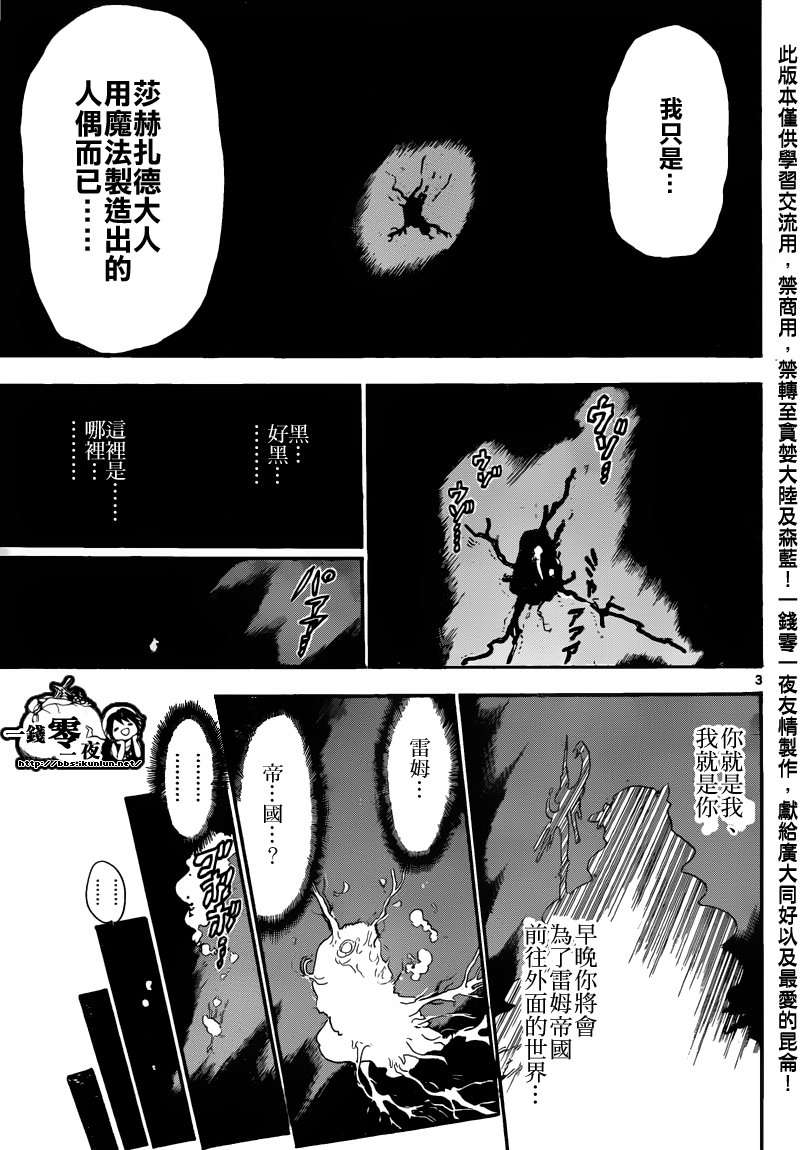 我只是…
莎赫扎德大人
用魔法製造出的
人偶而已……
ウゾ…
ウゾ…
黑…
好黑………
這裡是……
哪裡………
パァァァ
3
你就是我、
我就是你
早晚你將會
為了雷姆帝國
前往外面的世界…
雷姆…
帝…國…?
………
………
ゴボボボ…
……
一錢零一夜
http://bbs.ikunlun.net/
此版本僅供學習交流用，禁商用，禁轉至貪婪大陸及森藍！一錢零一夜友情製作，獻給廣大同好以及最愛的昆侖！